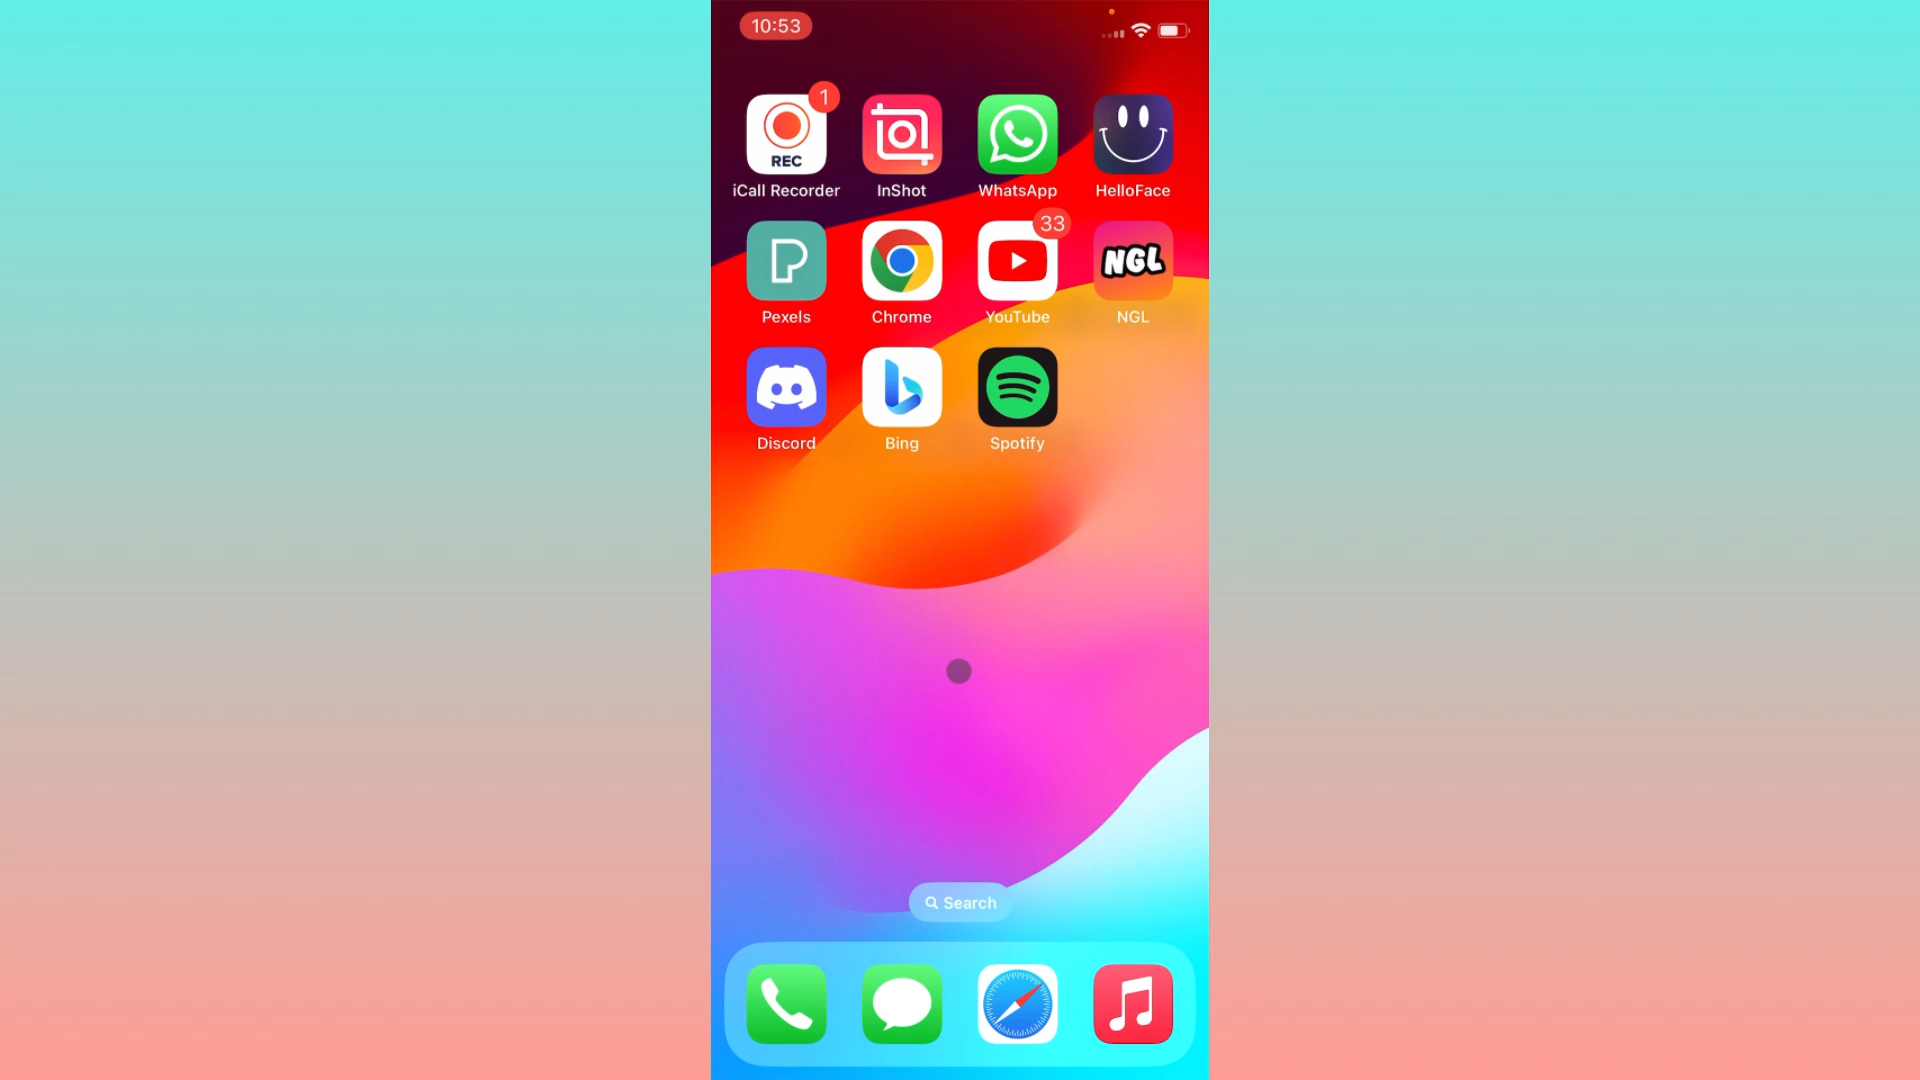 10:53
1
REC
iCall Recorder
InShot
WhatsApp
HelloFace
33
NGL
Pexels
Chrome
YouTube
NGL
Discord
Bing
Spotify
Search